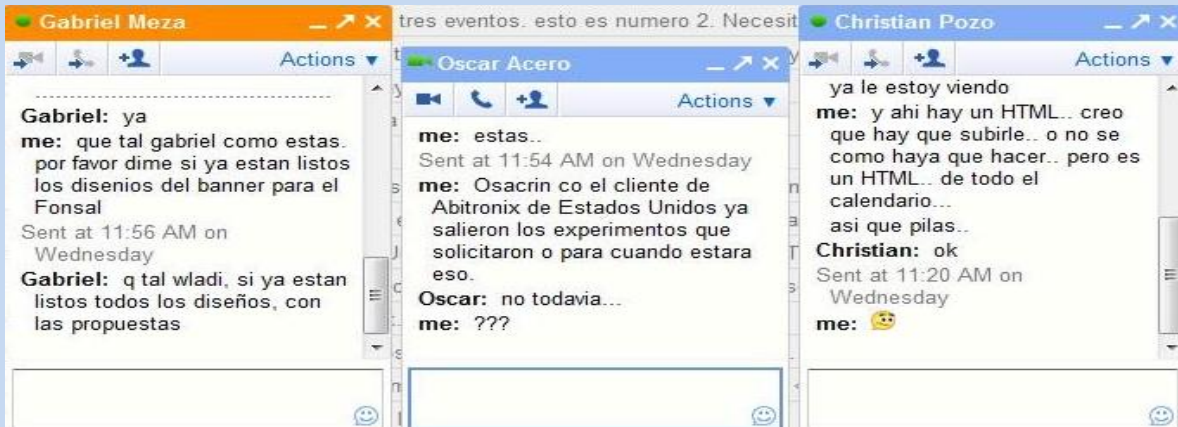 Gabriel Meza
Actions
Gabriel: ya
me: que tal gabriel como estas.
por favor dime si ya estan listos
los disenios del banner para el
Fonsal
Sent at 11:56 AM on
Wednesday
Gabriel: q tal wladi, si ya estan
listos todos los diseños, con
las propuestas
tres eventos. esto es numero 2. Necesit
Oscar Acero
Actions
me: estas..
Sent at 11:54 AM on Wednesday
me: Osacrin co el cliente de
Abitronix de Estados Unidos ya
salieron los experimentos que
solicitaron o para cuando estara
eso.
Oscar: no todavia...
me: ???
Christian Pozo
Actions
ya le estoy viendo
me: y ahi hay un HTML.. creo
que hay que subirle.. o no se
como haya que hacer.. pero es
un HTML.. de todo el
calendario...
asi que pilas..
Christian: ok
Sent at 11:20 AM on
Wednesday
me: